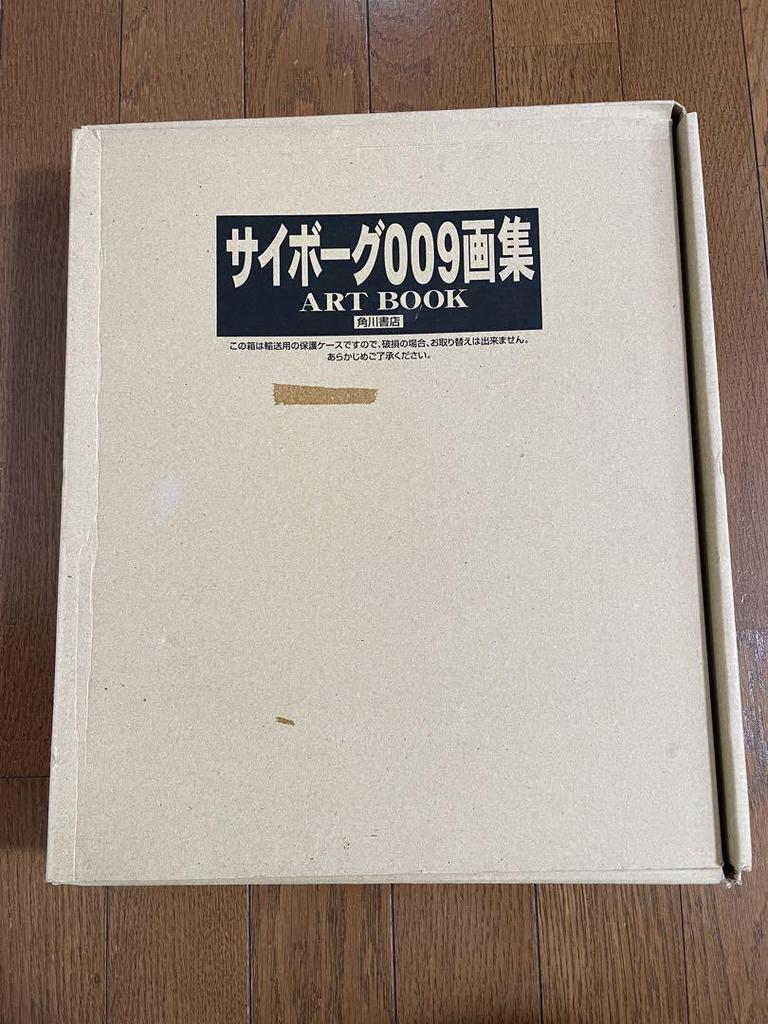 サイボーグ009画集
ART BOOK
角川書店
この箱は輸送用の保護ケースですので、破損の場合、お取り替えは出来ません。
あらかじめご了承ください。